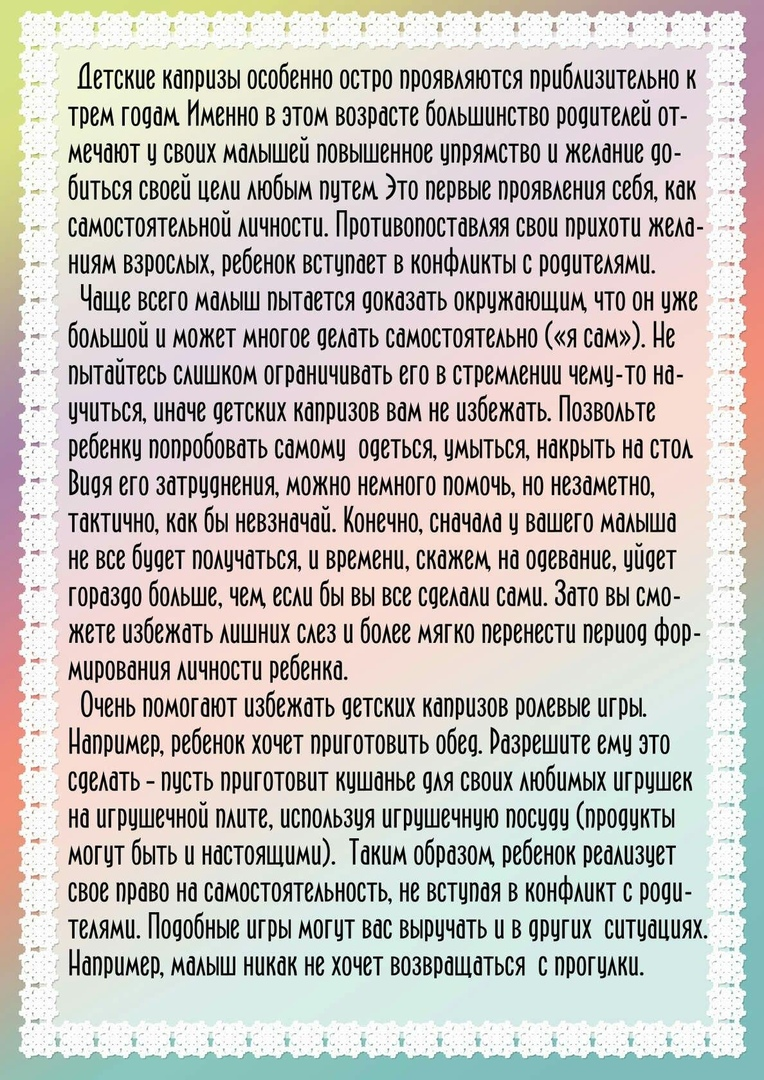 Детские капризы особенно остро проявляются приблизительно к
трем годам. Именно в этом возрасте большинство родителей от-
мечают у своих малышей повышенное упрямство и желание до-
биться своей цели любым путем. Это первые проявления себя, как
самостоятельной личности. Противопоставляя свои прихоти жела-
ниям взрослых, ребенок вступает в конфликты с родителями.
Чаще всего малыш пытается доказать окружающим, что он уже
большой и может многое делать самостоятельно («я сам»). Не
пытайтесь слишком ограничивать его в стремлении чему-то на-
учиться, иначе детских капризов вам не избежать. Позвольте
ребенку попробовать самому одеться, умыться, накрыть на стол.
Видя его затруднения, можно немного помочь, но незаметно,
тактично, как бы невзначай. Конечно, сначала у вашего малыша
не все будет получаться, и времени, скажем, на одевание, уйдет
гораздо больше, чем, если бы вы все сделали сами. Зато вы смо-
жете избежать лишних слез и более мягко перенести период фор-
мирования личности ребенка.
Очень помогают избежать детских капризов ролевые игры.
Например, ребенок хочет приготовить обед. Разрешите ему это
сделать – пусть приготовит кушанье для своих любимых игрушек
на игрушечной плите, используя игрушечную посуду (продукты
могут быть и настоящими). Таким образом, ребенок реализует
свое право на самостоятельность, не вступая в конфликт с роди-
телями. Подобные игры могут вас выручать и в других ситуациях.
Например, малыш никак не хочет возвращаться с прогулки.